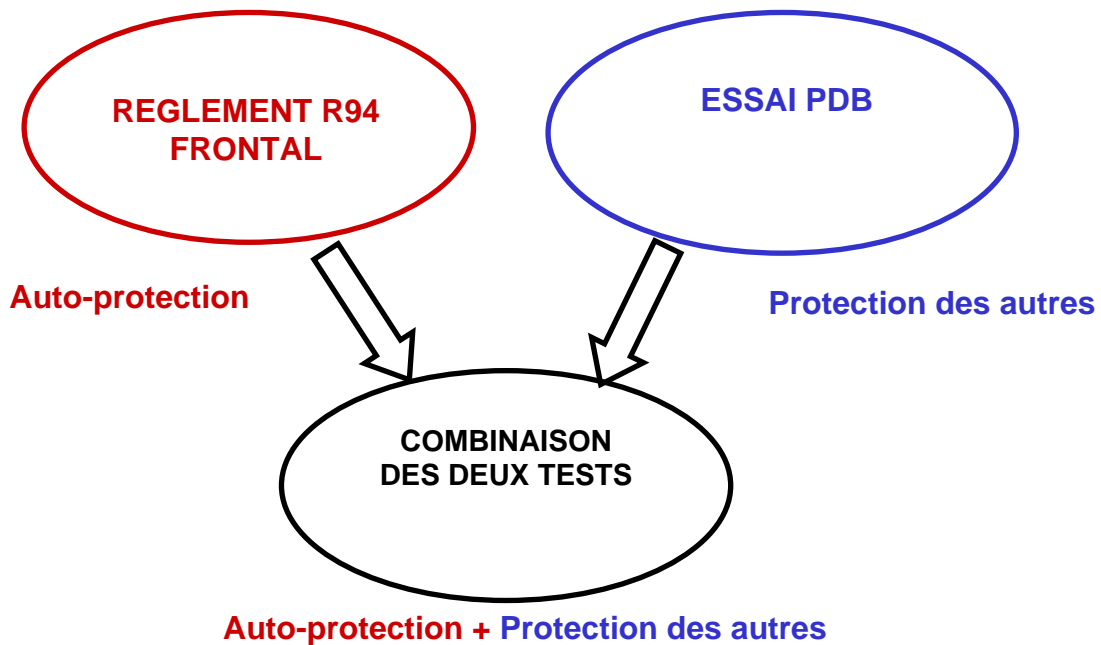 REGLEMENT R94
FRONTAL
ESSAI PDB
Auto-protection
Protection des autres
COMBINAISON
DES DEUX TESTS
Auto-protection + Protection des autres